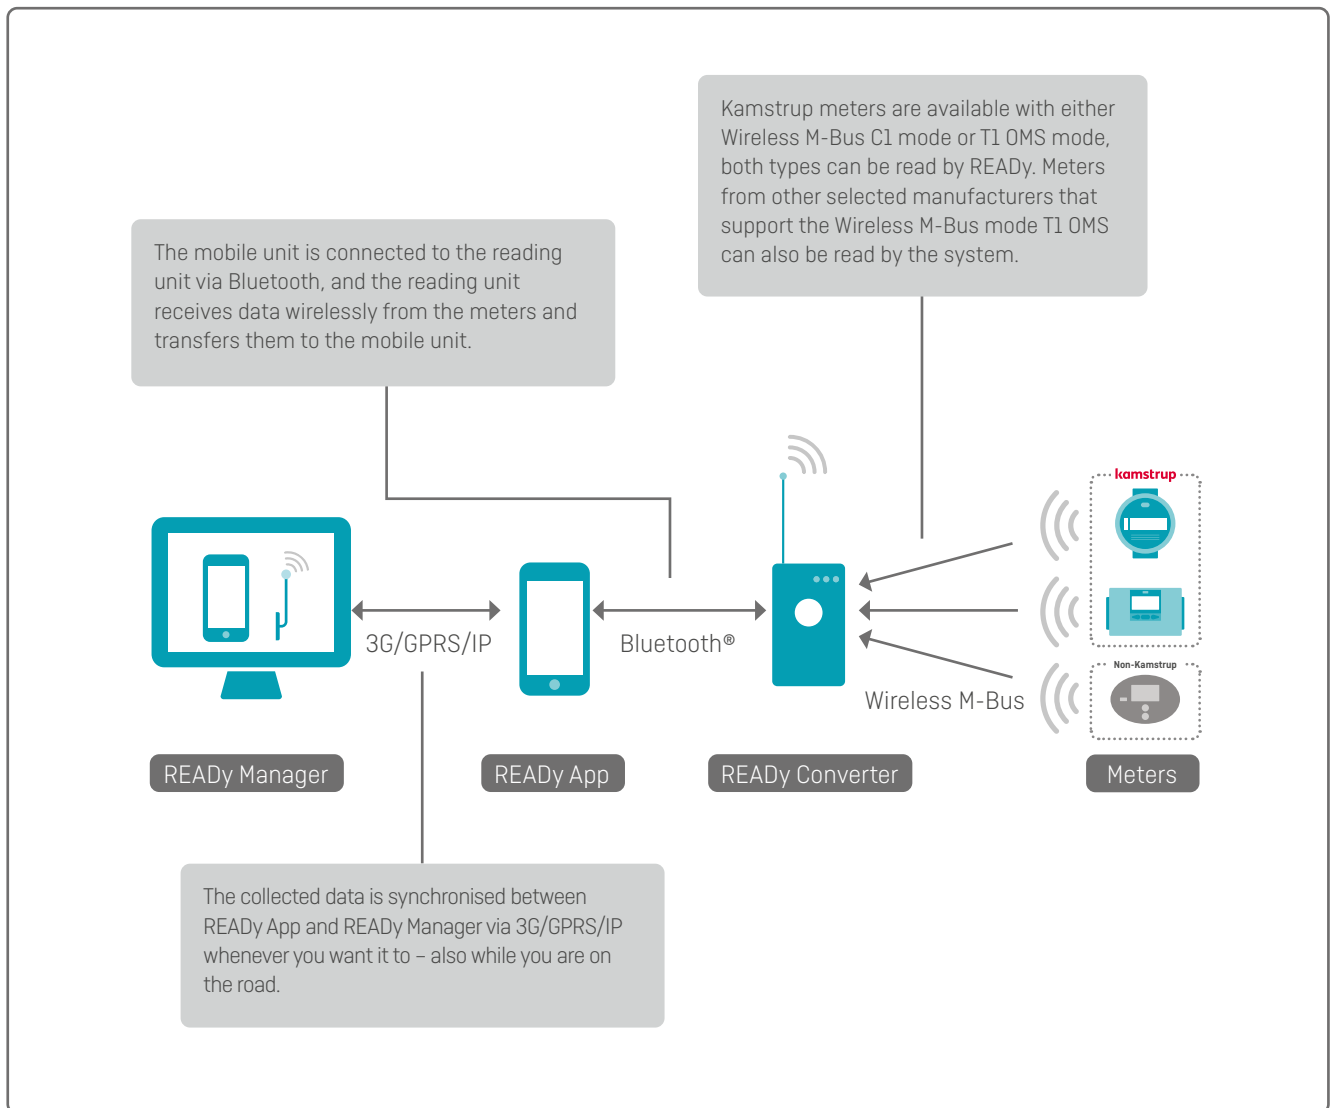 Kamstrup meters are available with either
Wireless M-Bus C1 mode or T1 OMS mode,
both types can be read by READy. Meters
from other selected manufacturers that
support the Wireless M-Bus mode T1 OMS
can also be read by the system.
The mobile unit is connected to the reading
unit via Bluetooth, and the reading unit
receives data wirelessly from the meters and
transfers them to the mobile unit.
kamstrup
3G/GPRS/IP
Bluetooth®
Non-Kamstrup
Wireless M-Bus
READy Manager
READy App
READy Converter
Meters
The collected data is synchronised between
READy App and READy Manager via 3G/GPRS/IP
whenever you want it to – also while you are on
the road.